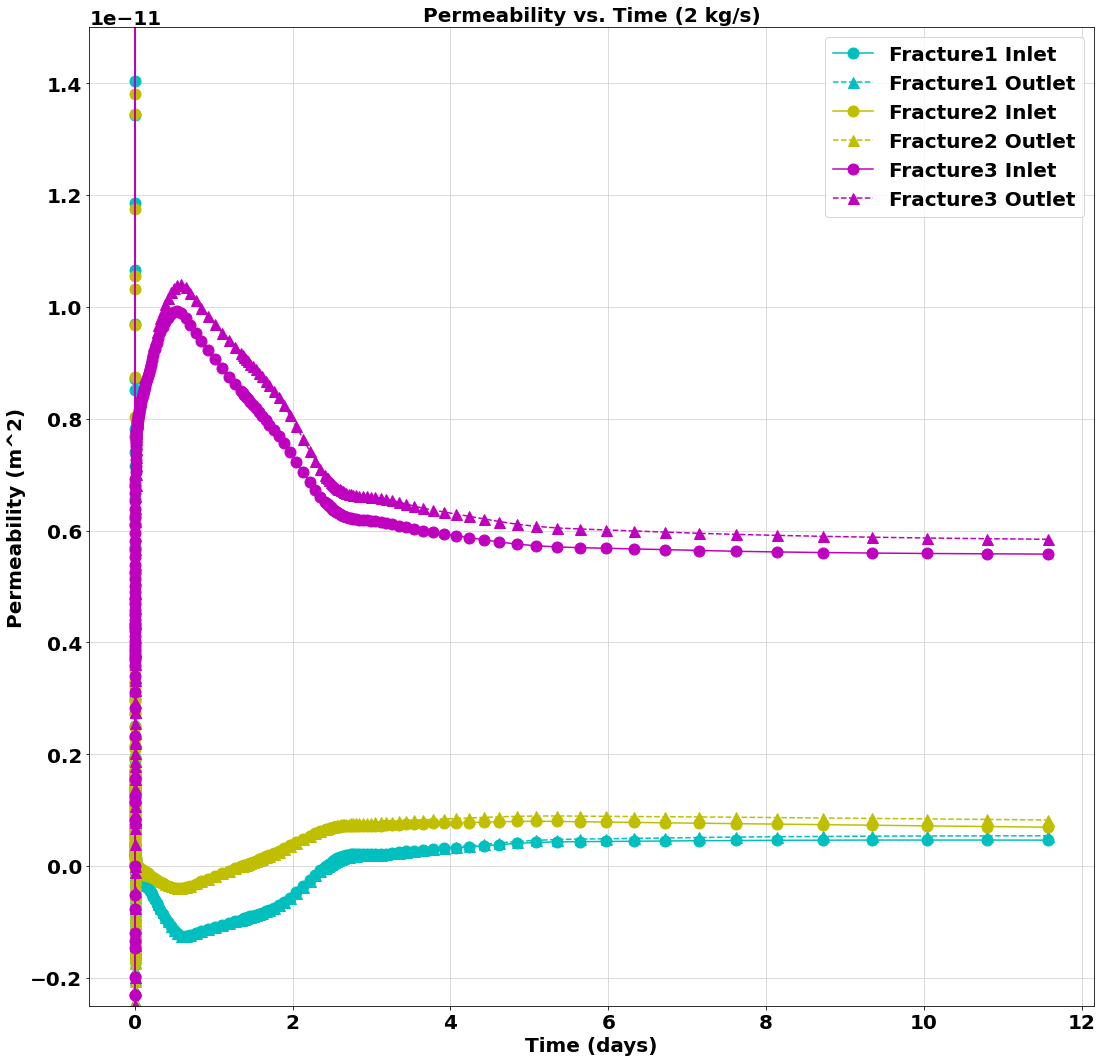 Permeability vs. Time (2 kg/s)
1e−11
Fracture1 Inlet
Fracture1 Outlet
Fracture2 Inlet
Fracture2 Outlet
Fracture3 Inlet
Fracture3 Outlet
1.4
1.2
1.0
0.8
0.6
0.4
0.2
0.0
−0.2
Permeability (m^2)
0 2 4 6 8 10 12
Time (days)